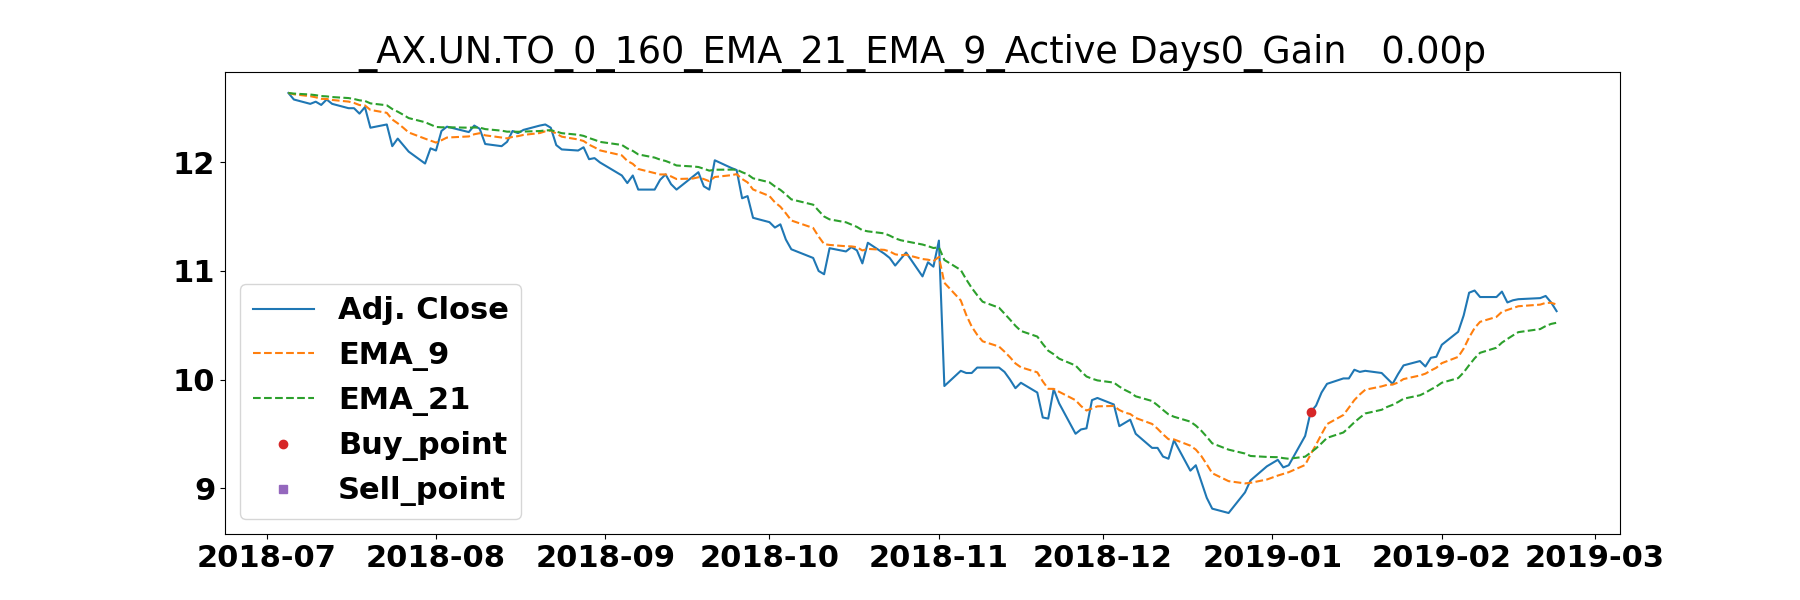 _AX.UN.TO_0_160_EMA_21_EMA_9_Active Days0_Gain   0.00p
12
11
10
9
Adj. Close
EMA_9
EMA_21
Buy_point
Sell_point
2018-07 2018-08 2018-09 2018-10 2018-11 2018-12 2019-01 2019-02 2019-03